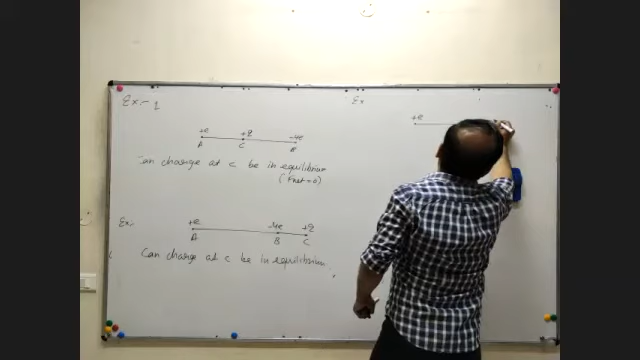 Ex:- 1
+e +q -4e
A C B
Can charge at C be in equilibrium
(Fnet=0)
Ex:
+e -4e +q
A B C
Can charge at C be in equilibrium.
Ex
+e